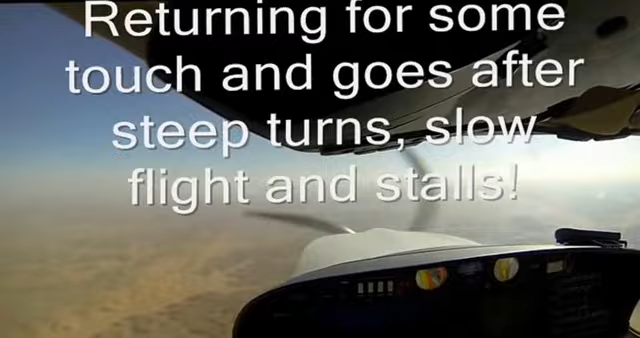 Returning for some
touch and goes after
steep turns, slow
flight and stalls!